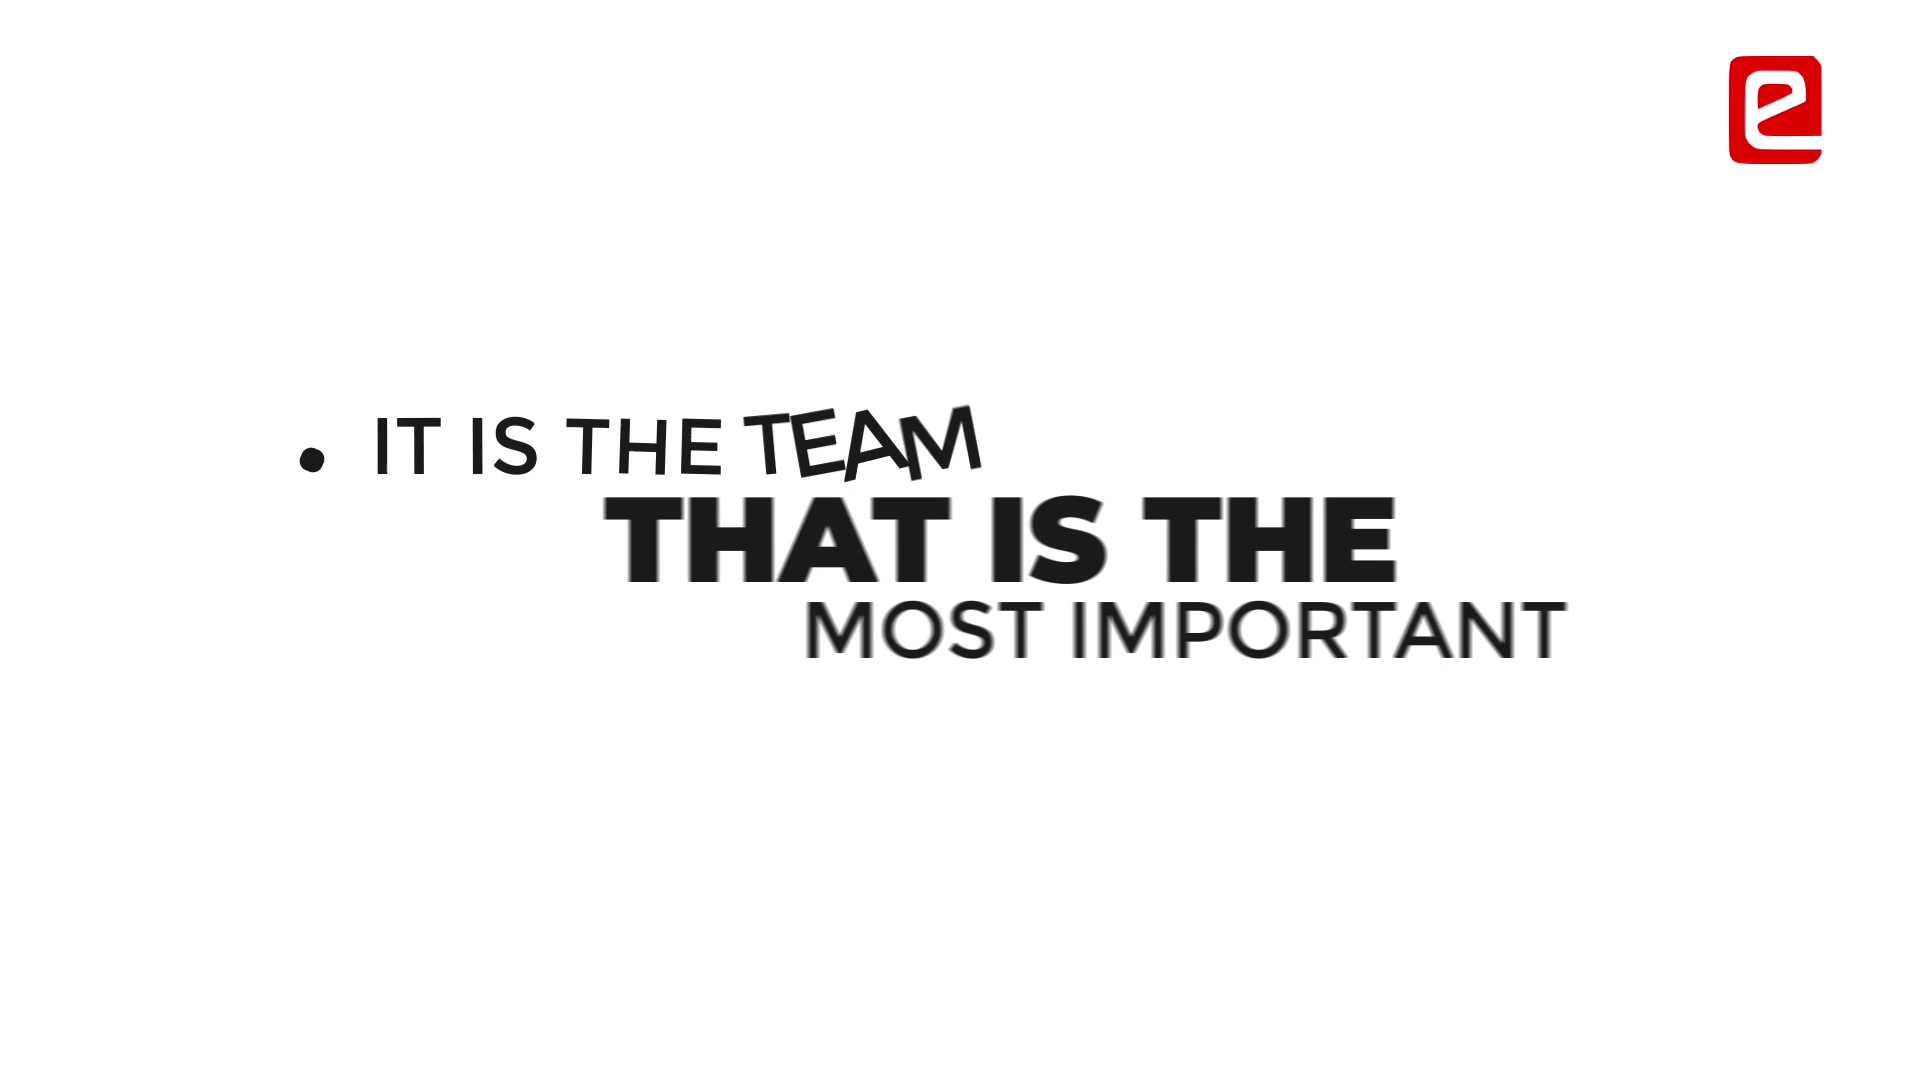 • IT IS THE TEAM
THAT IS THE
MOST IMPORTANT
e